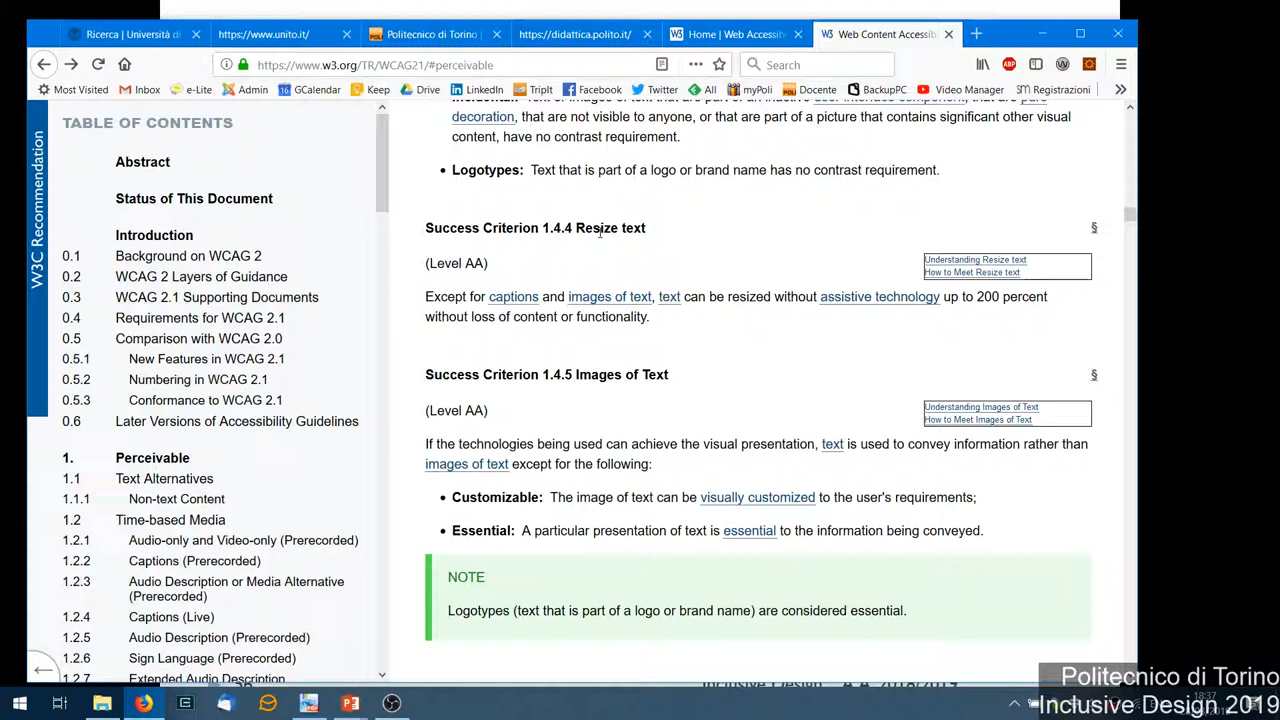 Ricerca | Università di
https://www.unito.it/
Politecnico di Torino
https://didattica.polito.it/
Home | Web Accessib
Web Content Accessib
https://www.w3.org/TR/WCAG21/#perceivable
Search
Most Visited
Inbox
e-Lite
Admin
GCalendar
Keep
Drive
LinkedIn
TripIt
Facebook
Twitter
All
myPoli
Docente
BackupPC
Video Manager
Registrazioni
W3C Recommendation
TABLE OF CONTENTS
Abstract
Status of This Document
Introduction
0.1 Background on WCAG 2
0.2 WCAG 2 Layers of Guidance
0.3 WCAG 2.1 Supporting Documents
0.4 Requirements for WCAG 2.1
0.5 Comparison with WCAG 2.0
0.5.1 New Features in WCAG 2.1
0.5.2 Numbering in WCAG 2.1
0.5.3 Conformance to WCAG 2.1
0.6 Later Versions of Accessibility Guidelines
1. Perceivable
1.1 Text Alternatives
1.1.1 Non-text Content
1.2 Time-based Media
1.2.1 Audio-only and Video-only (Prerecorded)
1.2.2 Captions (Prerecorded)
1.2.3 Audio Description or Media Alternative
(Prerecorded)
1.2.4 Captions (Live)
1.2.5 Audio Description (Prerecorded)
1.2.6 Sign Language (Prerecorded)
1.2.7 Extended Audio Description
decoration, that are not visible to anyone, or that are part of a picture that contains significant other visual
content, have no contrast requirement.
• Logotypes: Text that is part of a logo or brand name has no contrast requirement.
Success Criterion 1.4.4 Resize text
§
(Level AA)
Understanding Resize text
How to Meet Resize text
Except for captions and images of text, text can be resized without assistive technology up to 200 percent
without loss of content or functionality.
Success Criterion 1.4.5 Images of Text
§
(Level AA)
Understanding Images of Text
How to Meet Images of Text
If the technologies being used can achieve the visual presentation, text is used to convey information rather than
images of text except for the following:
• Customizable: The image of text can be visually customized to the user's requirements;
• Essential: A particular presentation of text is essential to the information being conveyed.
NOTE
Logotypes (text that is part of a logo or brand name) are considered essential.
Politecnico di Torino
18:37
Inclusive Design 2019